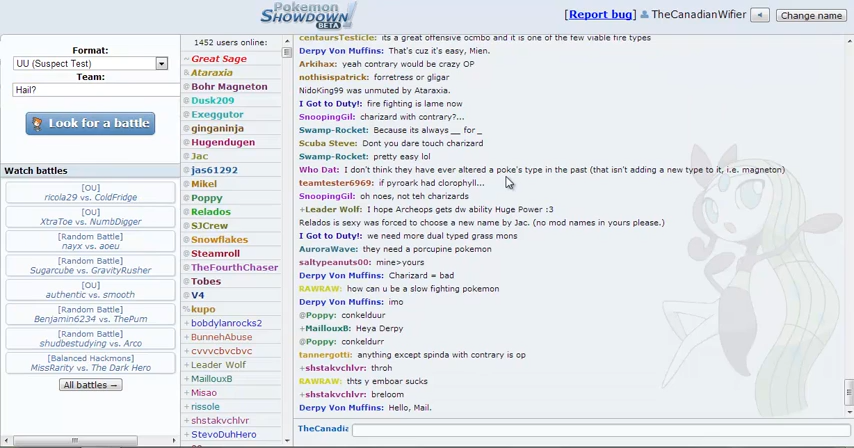 Pokemon
SHOWDOWN!
BETA
[Report bug]
TheCanadianWifier
Change name
Format:
UU (Suspect Test)
Team:
Hail?
Look for a battle
Watch battles
[OU]
ricolina29 vs. ColdFridge
[OU]
XtraToe vs. NumbDigger
[Random Battle]
nayx vs. aoeu
[Random Battle]
Sugarcube vs. GravityRusher
[OU]
authentic vs. smooth
[Random Battle]
Benjamin6234 vs. ThePum
[Random Battle]
shudbestudying vs. Arco
[Balanced Hackmons]
MissRarity vs. The Dark Hero
All battles →
1452 users online:
Great Sage
@Ataraxia
@Bohr Magneton
@Dusk209
@Exeggutor
@ginganinja
@Hugendugen
@Jac
@jas61292
@Mikel
@Poppy
@Relados
@SJCrew
@Snowflakes
@Steamroll
@TheFourthChaser
@Tobes
@V4
%kupo
+bobdylanrocks2
+BunnehAbuse
+cvvvcbvcbvc
+Leader Wolf
+MaillouxB
+Misao
+rissole
+shstakvchlvr
+StevoDuhHero
centaursTesticle: its a great offensive ocmbo and it is one of the few viable fire types
Derpy Von Muffins: That's cuz it's easy, Mien.
Arkihax: yeah contrary would be crazy OP
nothisispatrick: forretress or gligar
NidoKing99 was unmuted by Ataraxia.
I Got to Duty!: fire fighting is lame now
SnoopingGil: charizard with contrary?...
Swamp-Rocket: Because its always __ for _
Scuba Steve: Dont you dare touch charizard
Swamp-Rocket: pretty easy lol
Who Dat: I don't think they have ever altered a poke's type in the past (that isn't adding a new type to it, i.e. magneton)
teamtester6969: if pyroark had clorophyll...
SnoopingGil: oh noes, not teh charizards
+Leader Wolf: I hope Archeops gets dw ability Huge Power :3
Relados is sexy was forced to choose a new name by Jac. (no mod names in yours please.)
I Got to Duty!: we need more dual typed grass mons
AuroraWave: they need a porcupine pokemon
saltypeanuts00: mine>yours
Derpy Von Muffins: Charizard = bad
RAWRAW: how can u be a slow fighting pokemon
Derpy Von Muffins: imo
@Poppy: conkelduur
+MaillouxB: Heya Derpy
@Poppy: conkeldurr
tannergotti: anything except spinda with contrary is op
+shstakvchlvr: throh
RAWRAW: thts y emboar sucks
+shstakvchlvr: breloom
Derpy Von Muffins: Hello, Mail.
TheCanadia